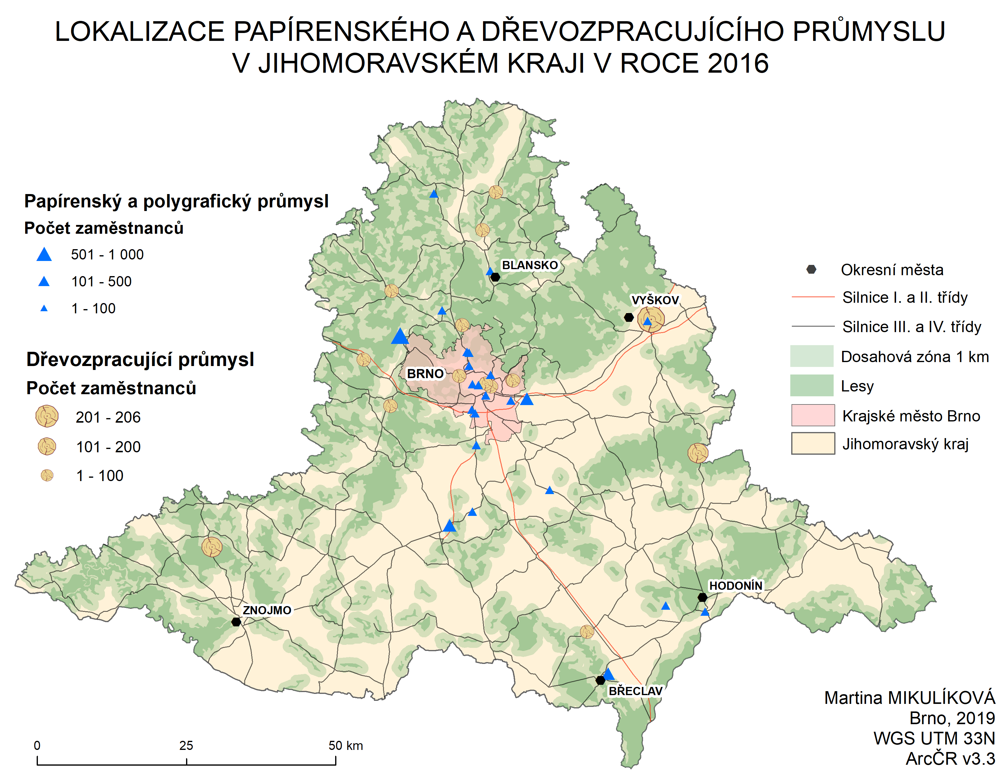 LOKALIZACE PAPÍRENSKÉHO A DŘEVOZPRACUJÍCÍHO PRŮMYSLU
V JIHOMORAVSKÉM KRAJI V ROCE 2016
Papírenský a polygrafický průmysl
Počet zaměstnanců
501 - 1 000
101 - 500
1 - 100
Dřevozpracující průmysl
Počet zaměstnanců
201 - 206
101 - 200
1 - 100
BLANSKO
VYŠKOV
BRNO
HODONÍN
ZNOJMO
BŘECLAV
Okresní města
Silnice I. a II. třídy
Silnice III. a IV. třídy
Dosahová zóna 1 km
Lesy
Krajské město Brno
Jihomoravský kraj
0 25 50 km
Martina MIKULÍKOVÁ
Brno, 2019
WGS UTM 33N
ArcČR v3.3